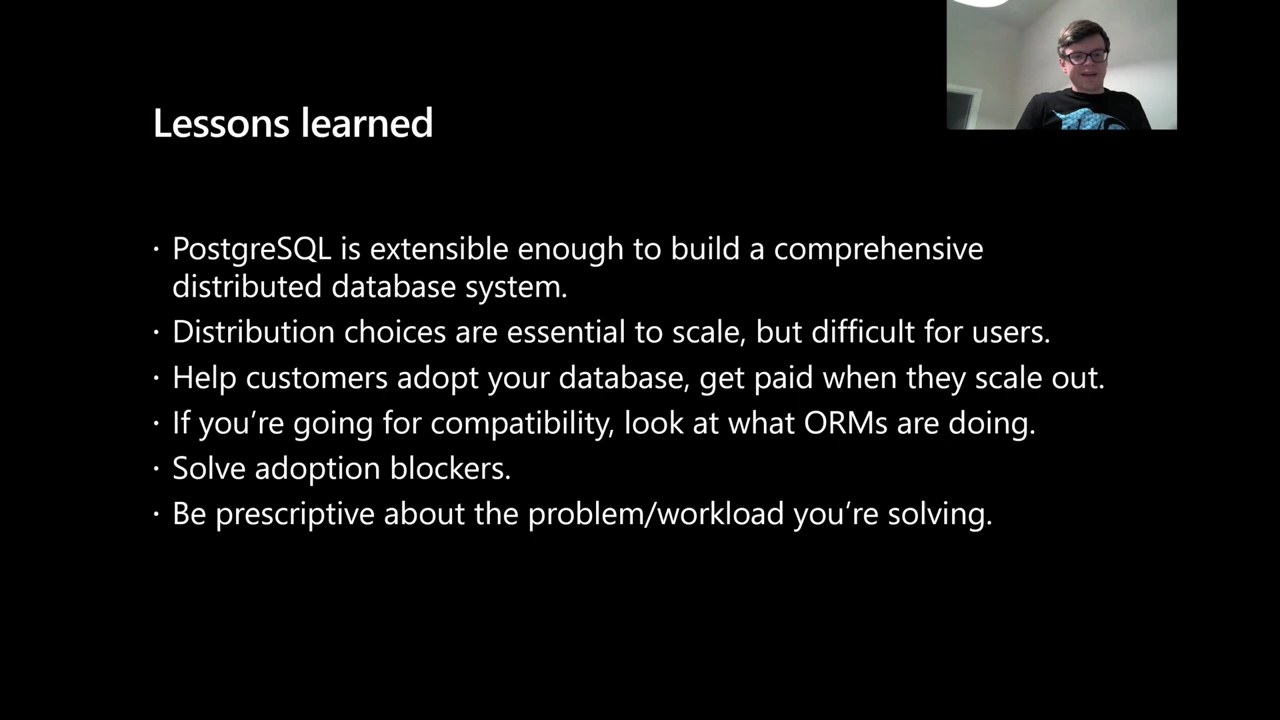 Lessons learned
· PostgreSQL is extensible enough to build a comprehensive
distributed database system.
· Distribution choices are essential to scale, but difficult for users.
· Help customers adopt your database, get paid when they scale out.
· If you’re going for compatibility, look at what ORMs are doing.
· Solve adoption blockers.
· Be prescriptive about the problem/workload you’re solving.